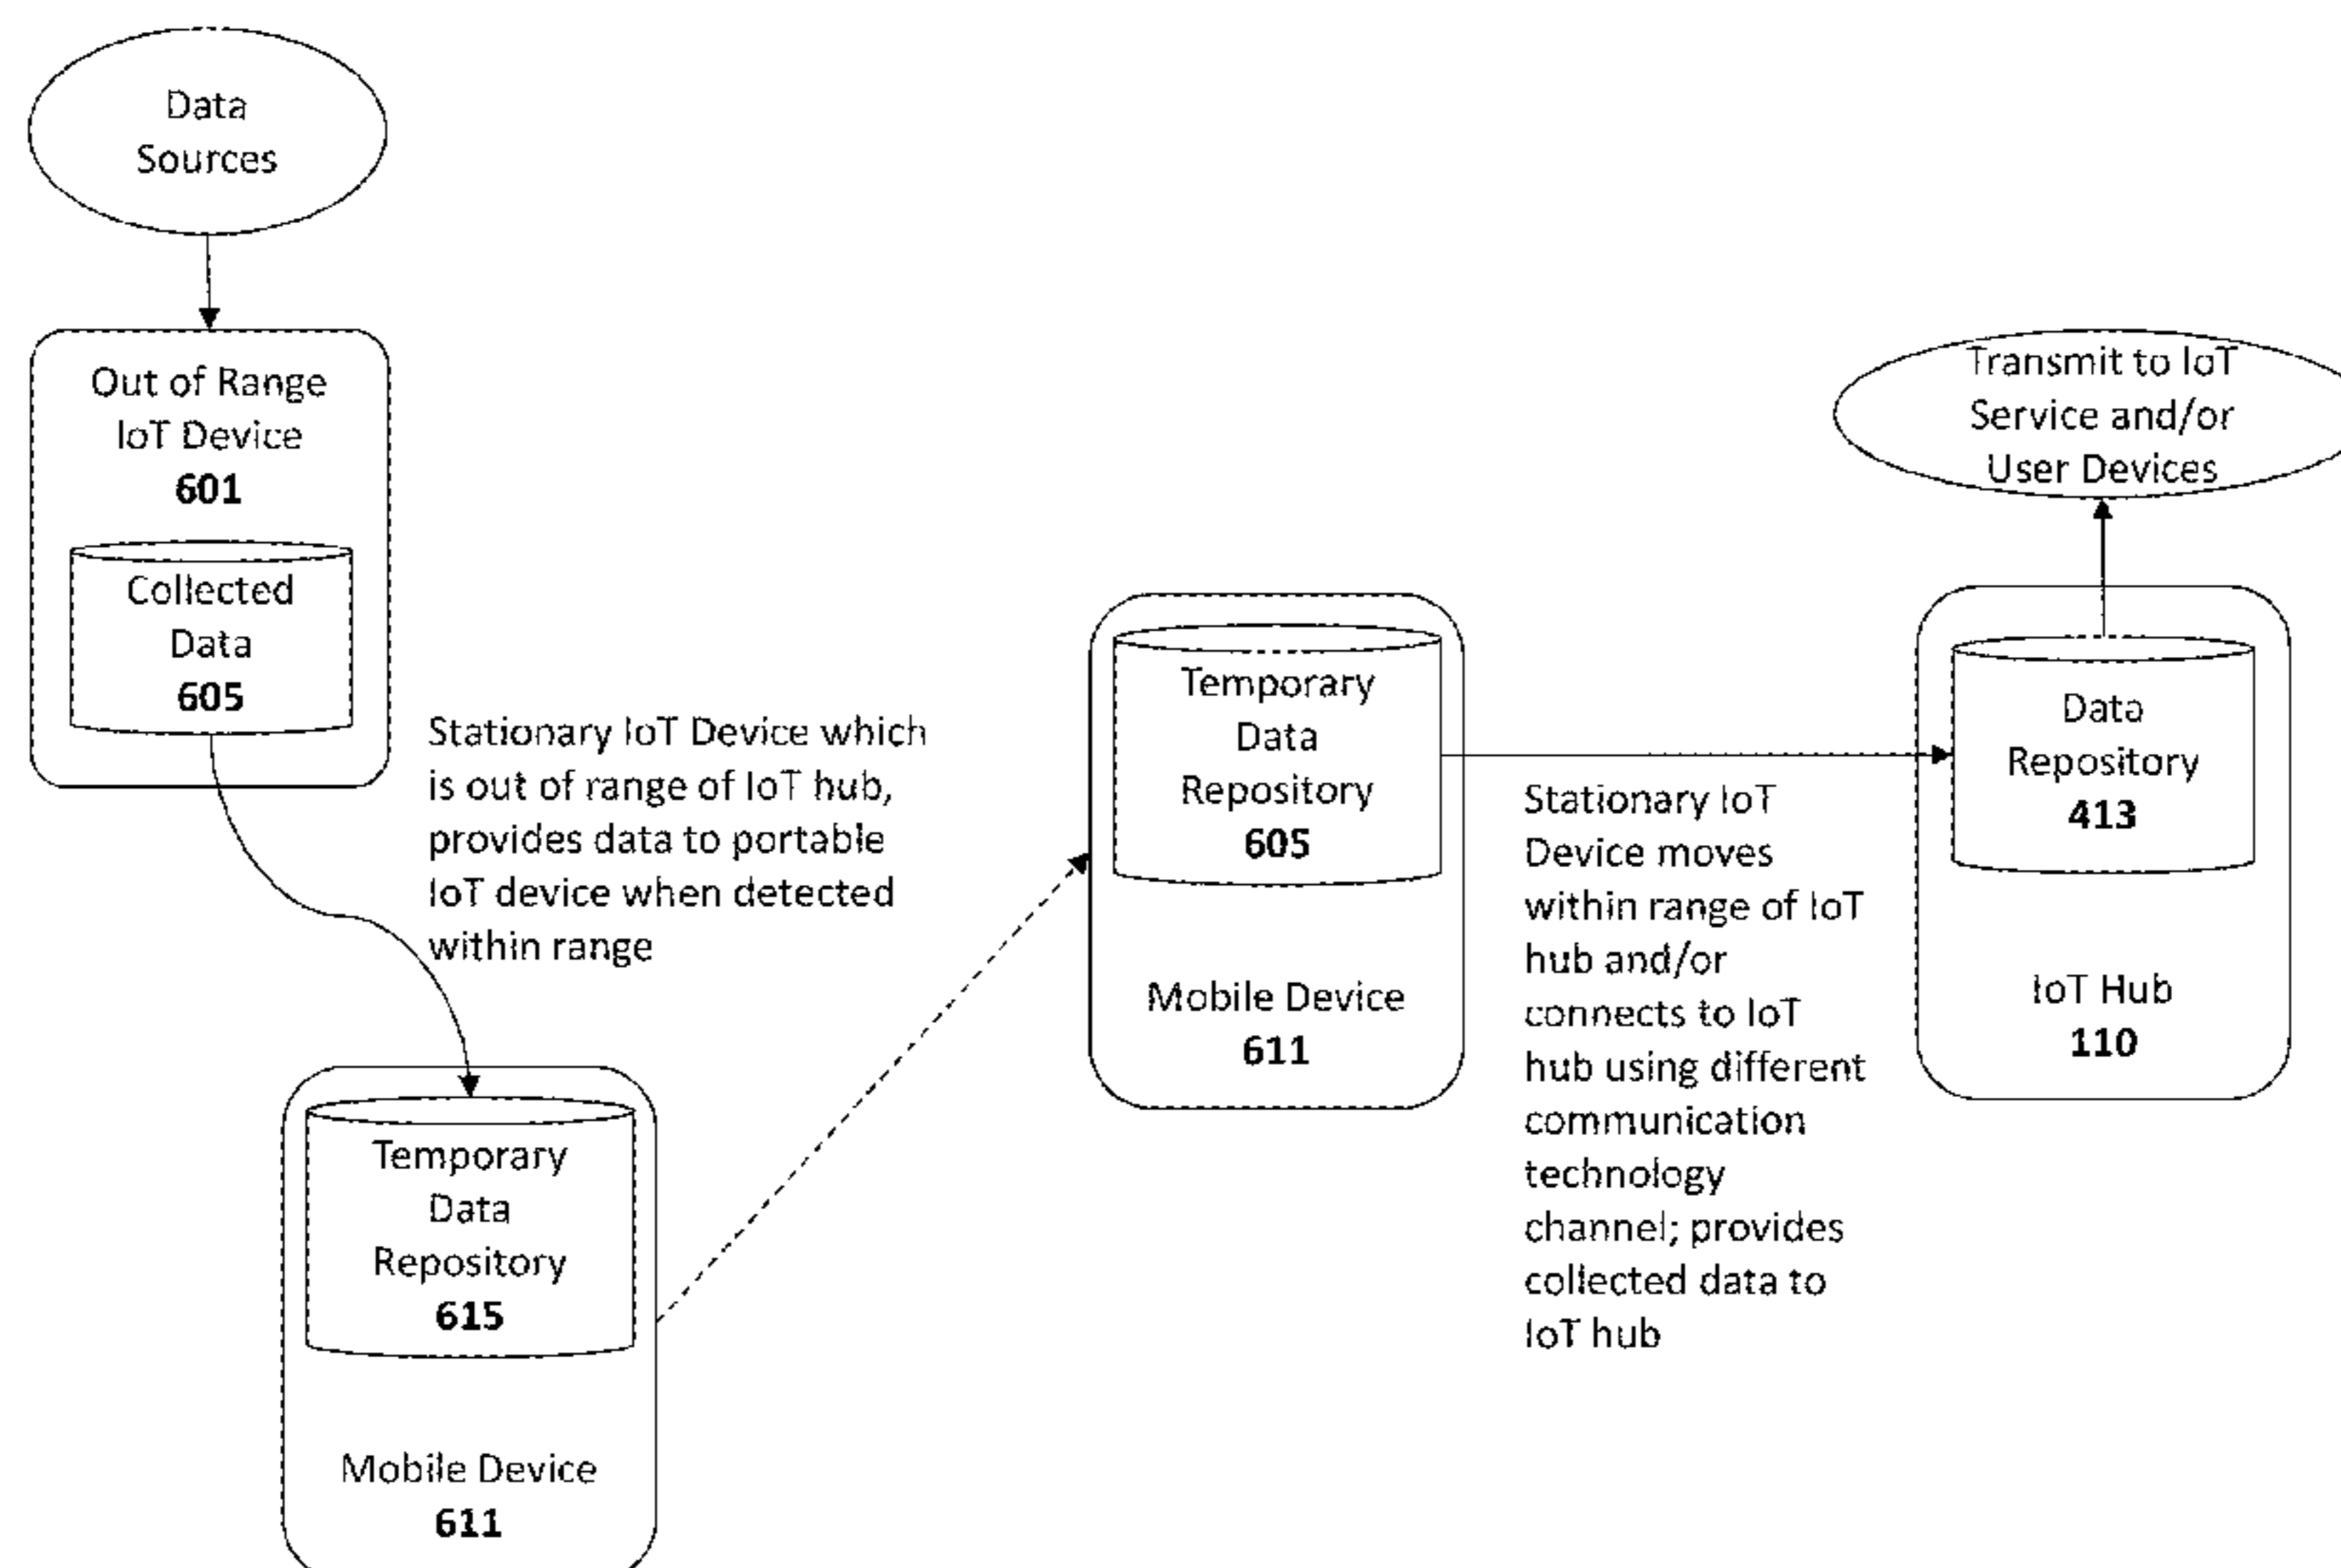 Data
Sources
Out of Range
IoT Device
601
Collected
Data
605
Stationary IoT Device which
is out of range of IoT hub,
provides data to portable
IoT device when detected
within range
Temporary
Data
Repository
615
Mobile Device
611
Temporary
Data
Repository
605
Mobile Device
611
Stationary IoT
Device moves
within range of IoT
hub and/or
connects to IoT
hub using different
communication
technology
channel; provides
collected data to
IoT hub
Transmit to IoT
Service and/or
User Devices
Data
Repository
413
IoT Hub
110